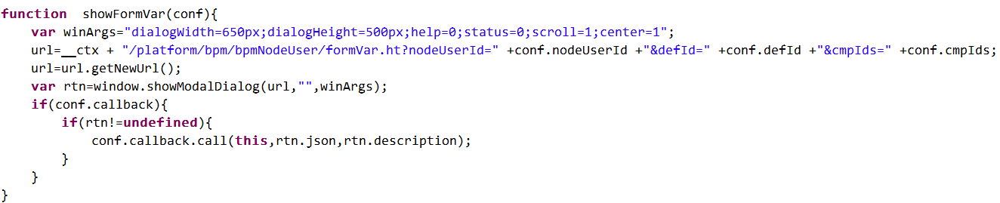 function  showFormVar(conf){
    var winArgs="dialogWidth=650px;dialogHeight=500px;help=0;status=0;scroll=1;center=1";
    url=__ctx + "/platform/bpm/bpmNodeUser/formVar.ht?nodeUserId=" +conf.nodeUserId +"&defId=" +conf.defId +"&cmpIds=" +conf.cmpIds;
    url=url.getNewUrl();
    var rtn=window.showModalDialog(url,"",winArgs);
    if(conf.callback){
        if(rtn!=undefined){
            conf.callback.call(this,rtn.json,rtn.description);
        }
    }
}